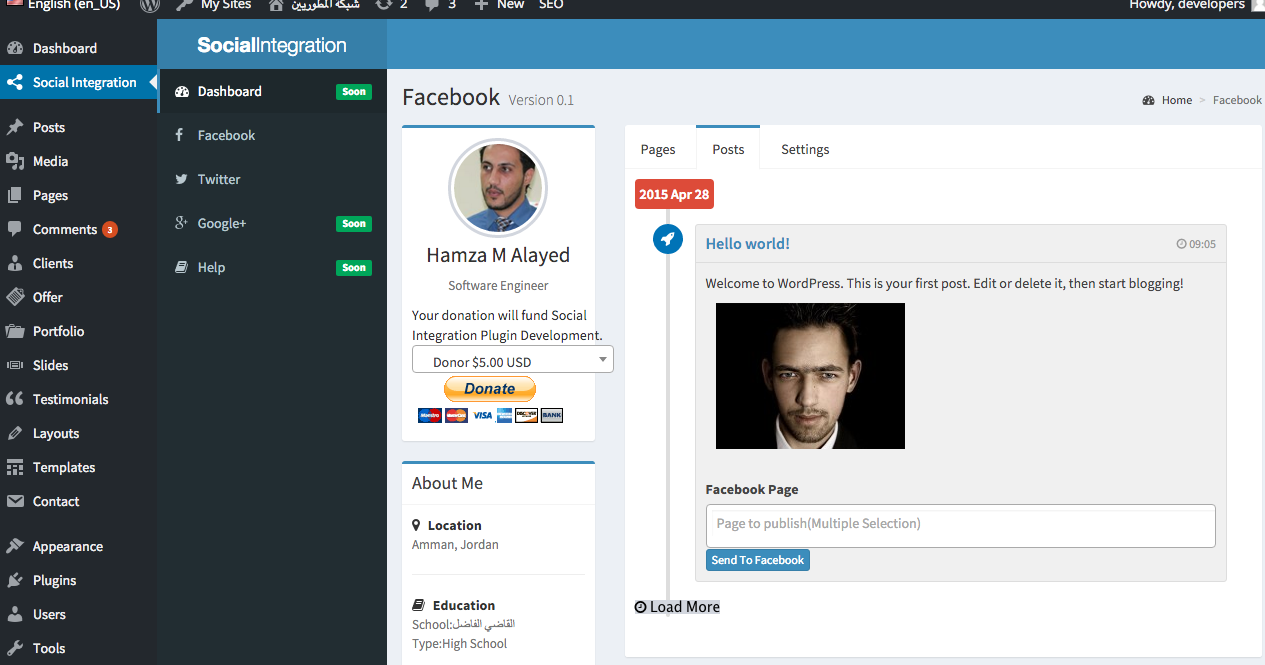 English (en_US)
My Sites
شبكة المطوريين
2
3
New
SEO
Howdy, developers
Dashboard
Social Integration
Posts
Media
Pages
Comments 3
Clients
Offer
Portfolio
Slides
Testimonials
Layouts
Templates
Contact
Appearance
Plugins
Users
Tools
SocialIntegration
Dashboard Soon
Facebook
Twitter
Google+ Soon
Help Soon
Facebook Version 0.1
Home > Facebook
Hamza M Alayed
Software Engineer
Your donation will fund Social
Integration Plugin Development.
Donor $5.00 USD
Donate
Maestro MasterCard VISA DISCOVER BANK
About Me
Location
Amman, Jordan
Education
School:القاضي الفاضل
Type:High School
Pages Posts Settings
2015 Apr 28
Hello world! 09:05
Welcome to WordPress. This is your first post. Edit or delete it, then start blogging!
Facebook Page
Page to publish(Multiple Selection)
Send To Facebook
Load More